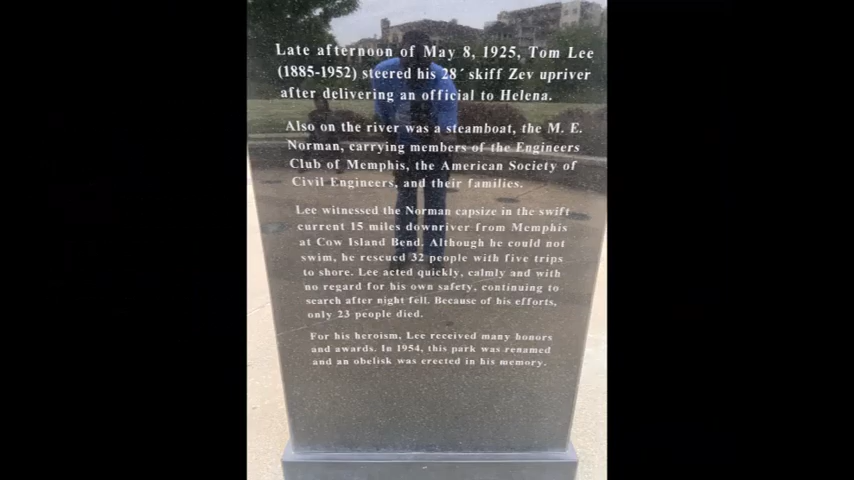 Late afternoon of May 8, 1925, Tom Lee
(1885-1952) steered his 28´ skiff Zev upriver
after delivering an official to Helena.
Also on the river was a steamboat, the M. E.
Norman, carrying members of the Engineers
Club of Memphis, the American Society of
Civil Engineers, and their families.
Lee witnessed the Norman capsize in the swift
current 15 miles downriver from Memphis
at Cow Island Bend. Although he could not
swim, he rescued 32 people with five trips
to shore. Lee acted quickly, calmly and with
no regard for his own safety, continuing to
search after night fell. Because of his efforts,
only 23 people died.
For his heroism, Lee received many honors
and awards. In 1954, this park was renamed
and an obelisk was erected in his memory.